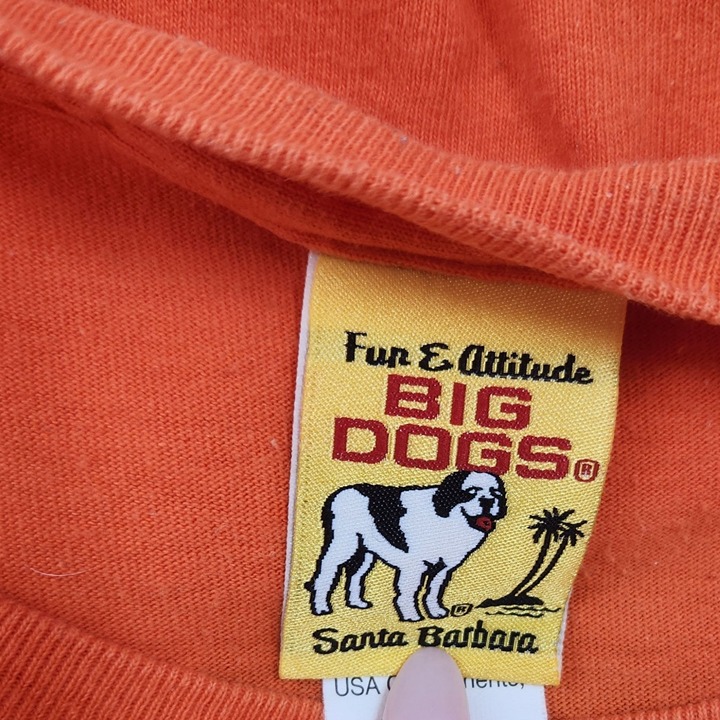 Fun & Attitude
BIG
DOGS®
®
Santa Barbara
USA